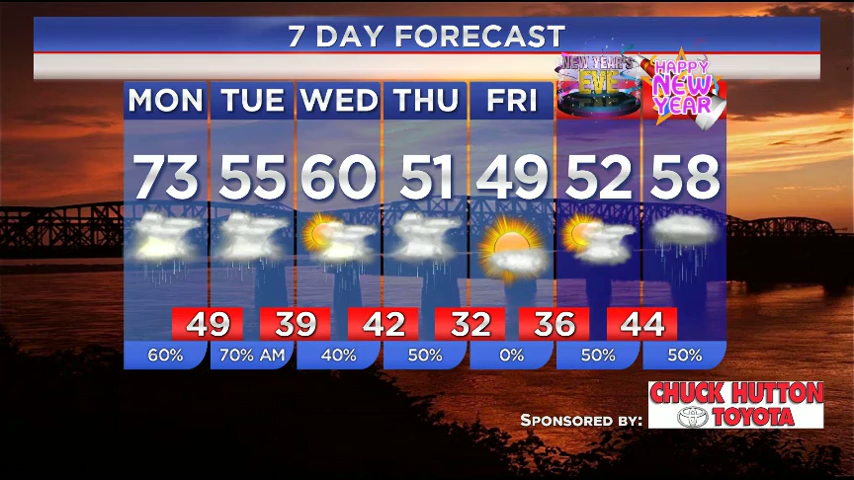 7 DAY FORECAST
NEW YEAR'S
EVE
HAPPY
NEW
YEAR
MON TUE WED THU FRI
73 55 60 51 49 52 58
49 39 42 32 36 44
60% 70% AM 40% 50% 0% 50% 50%
SPONSORED BY:
CHUCK HUTTON
TOYOTA